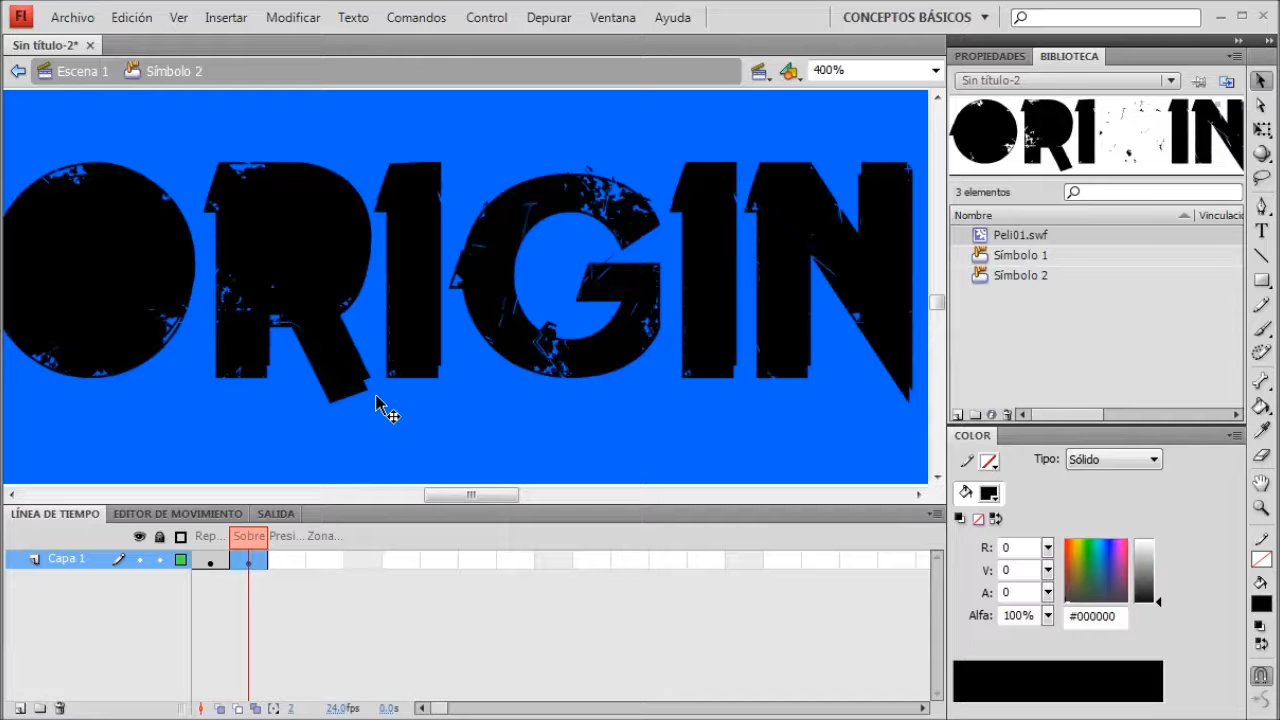 Fl Archivo Edición Ver Insertar Modificar Texto Comandos Control Depurar Ventana Ayuda CONCEPTOS BÁSICOS
Sin título-2*
Escena 1 Símbolo 2 400%
PROPIEDADES BIBLIOTECA
Sin título-2
ORIGIN
ORI IN
3 elementos
Nombre Vinculació
Peli01.swf
Símbolo 1
Símbolo 2
COLOR
Tipo: Sólido
R: 0
V: 0
A: 0
Alfa: 100% #000000
LÍNEA DE TIEMPO EDITOR DE MOVIMIENTO SALIDA
Rep... Sobre Presi... Zona...
Capa 1
2 24.0fps 0.0s